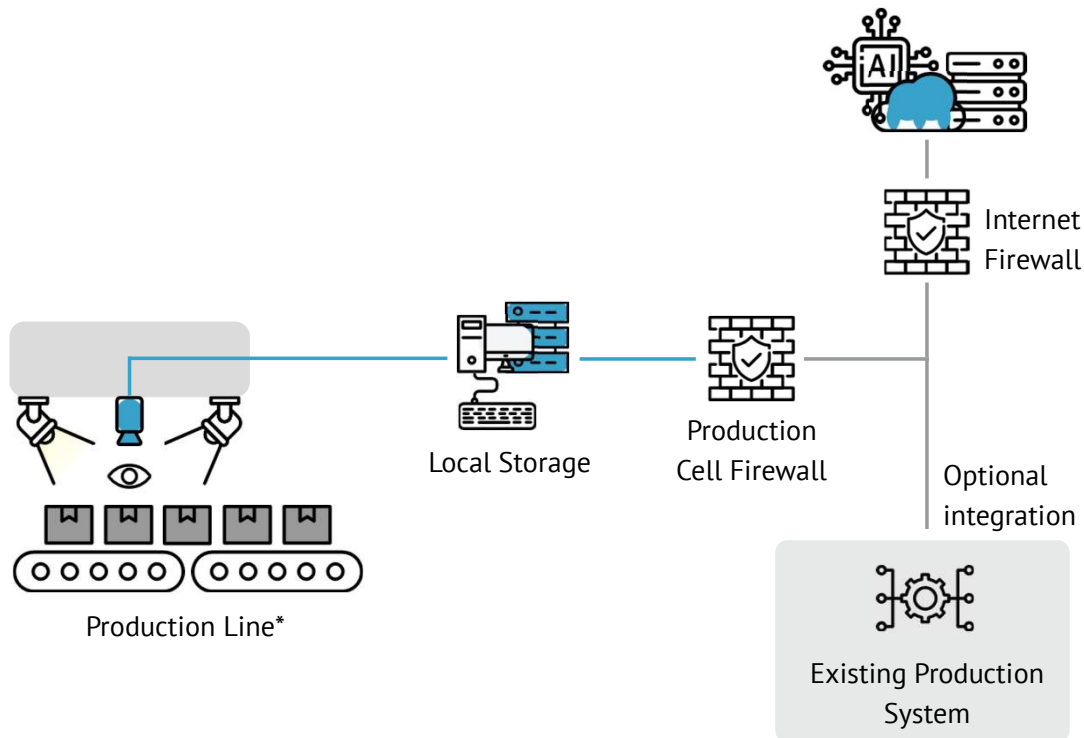 AI
Internet
Firewall
Local Storage
Production
Cell Firewall
Optional
integration
Production Line*
Existing Production
System